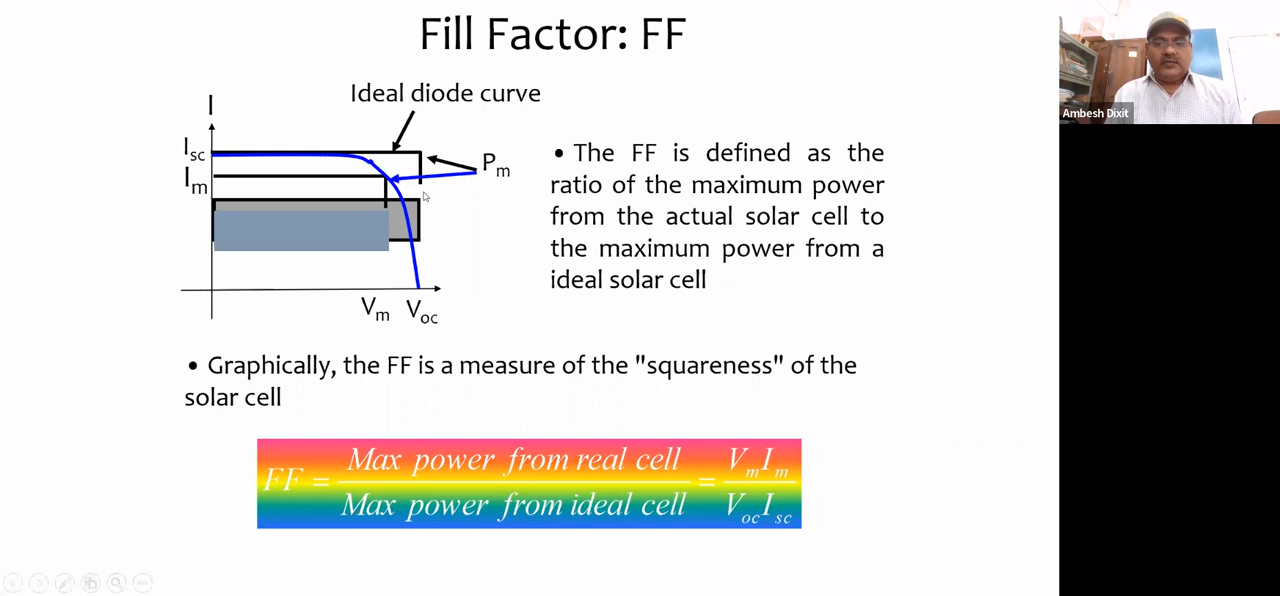 Fill Factor: FF
Ambesh Dixit
Ideal diode curve
I
Isc
Im
Pm
Vm Voc
• The FF is defined as the
ratio of the maximum power
from the actual solar cell to
the maximum power from a
ideal solar cell
• Graphically, the FF is a measure of the "squareness" of the
solar cell
FF = Max power from real cell / Max power from ideal cell = VmIm / VocIsc